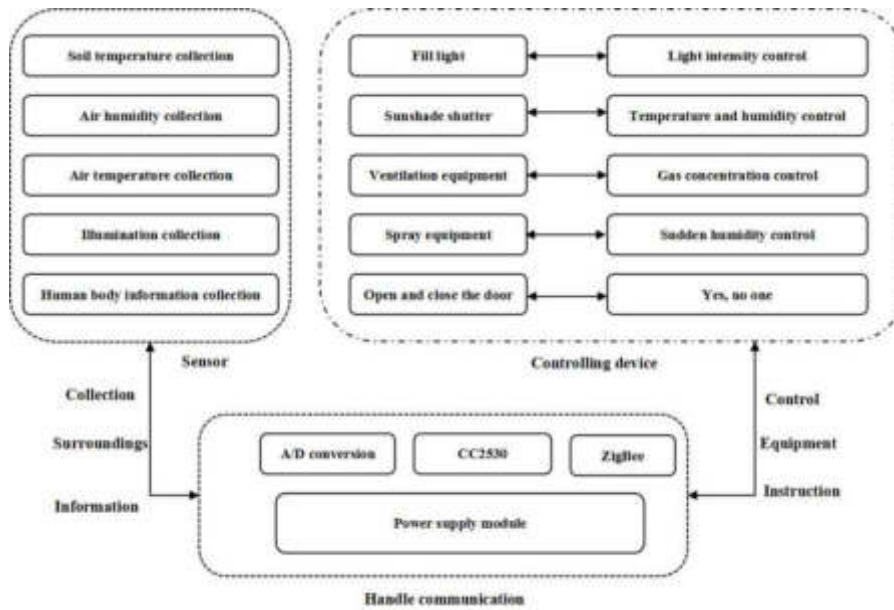 Soil temperature collection
Air humidity collection
Air temperature collection
Illumination collection
Human body information collection
Sensor
Fill light
Light intensity control
Sunshade shutter
Temperature and humidity control
Ventilation equipment
Gas concentration control
Spray equipment
Sudden humidity control
Open and close the door
Yes, no one
Controlling device
Collection
Surroundings
Information
Control
Equipment
Instruction
A/D conversion
CC2530
ZigBee
Power supply module
Handle communication